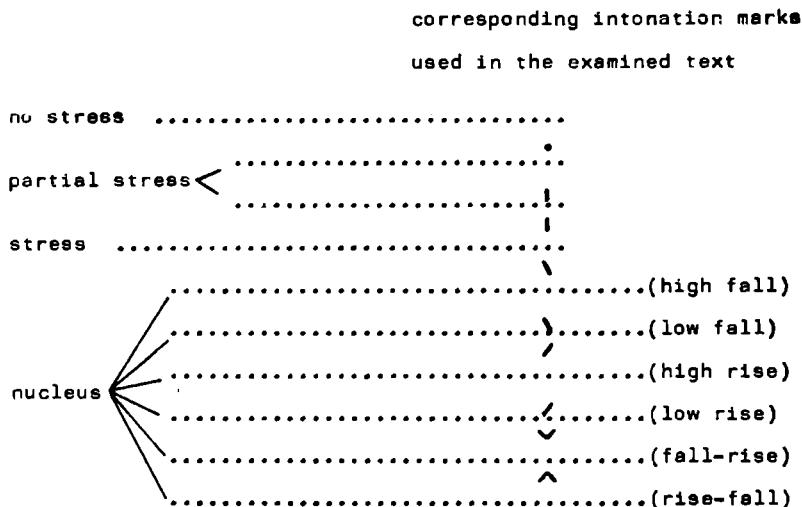 corresponding intonation marks
used in the examined text
no stress ........................................
partial stress < ................................ •
................................ ˌ
stress ........................................ ˈ
nucleus
............................................. ˋ (high fall)
............................................. ˎ (low fall)
............................................. ˊ (high rise)
............................................. ˏ (low rise)
............................................. ˇ (fall-rise)
............................................. ˆ (rise-fall)